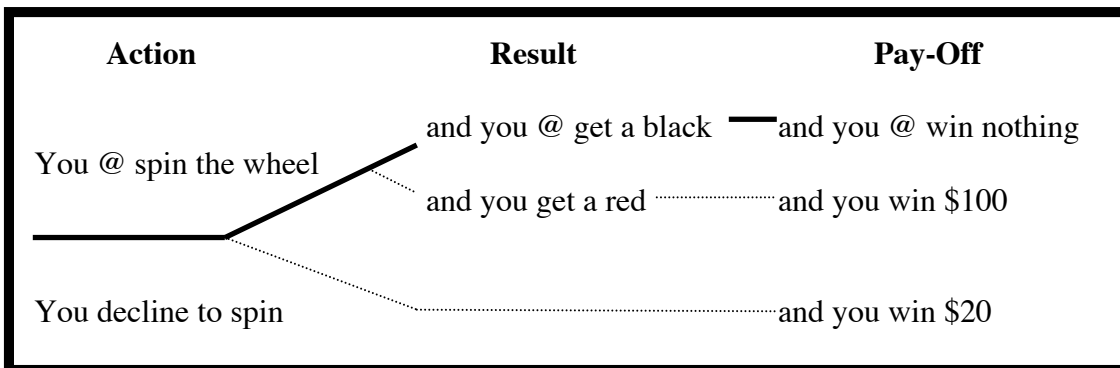 Action Result Pay-Off
and you @ get a black and you @ win nothing
You @ spin the wheel
and you get a red and you win $100
You decline to spin and you win $20